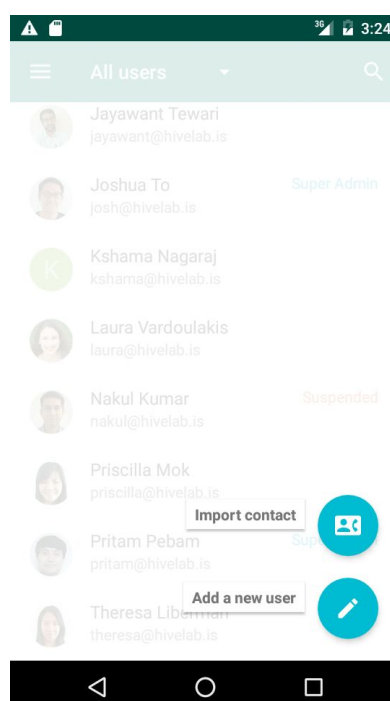 3G 3:24
All users
Jayawant Tewari
jayawant@hivelab.is
Joshua To
Super Admin
josh@hivelab.is
K
Kshama Nagaraj
kshama@hivelab.is
Laura Vardoulakis
laura@hivelab.is
Nakul Kumar
Suspended
nakul@hivelab.is
Priscilla Mok
priscilla@hivelab.is
Import contact
Pritam Pebam
pritam@hivelab.is
Add a new user
Theresa Liberman
theresa@hivelab.is